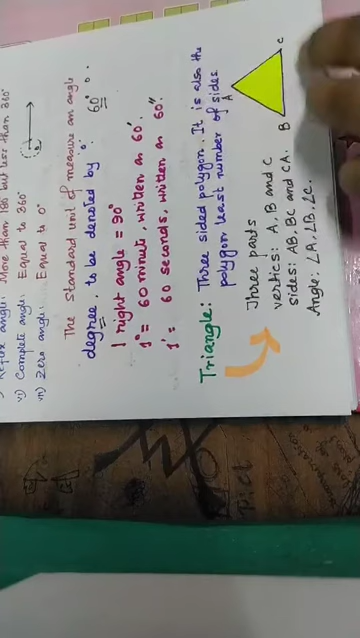 Reflex angle: More than 180 but less than 360°
vi) Complete angle: Equal to 360°
vii) Zero angle: Equal to 0°
The standard unit of measure an angle
degree, to be denoted by °. 60°
1 right angle = 90°
1° = 60 minute, written as 60'
1' = 60 seconds, written as 60"
Triangle: Three sided polygon. It is also the
polygon least number of sides.
A
B
C
Three parts
vertics: A, B and C
sides: AB, BC and CA.
Angle: ∠A, ∠B, ∠C.